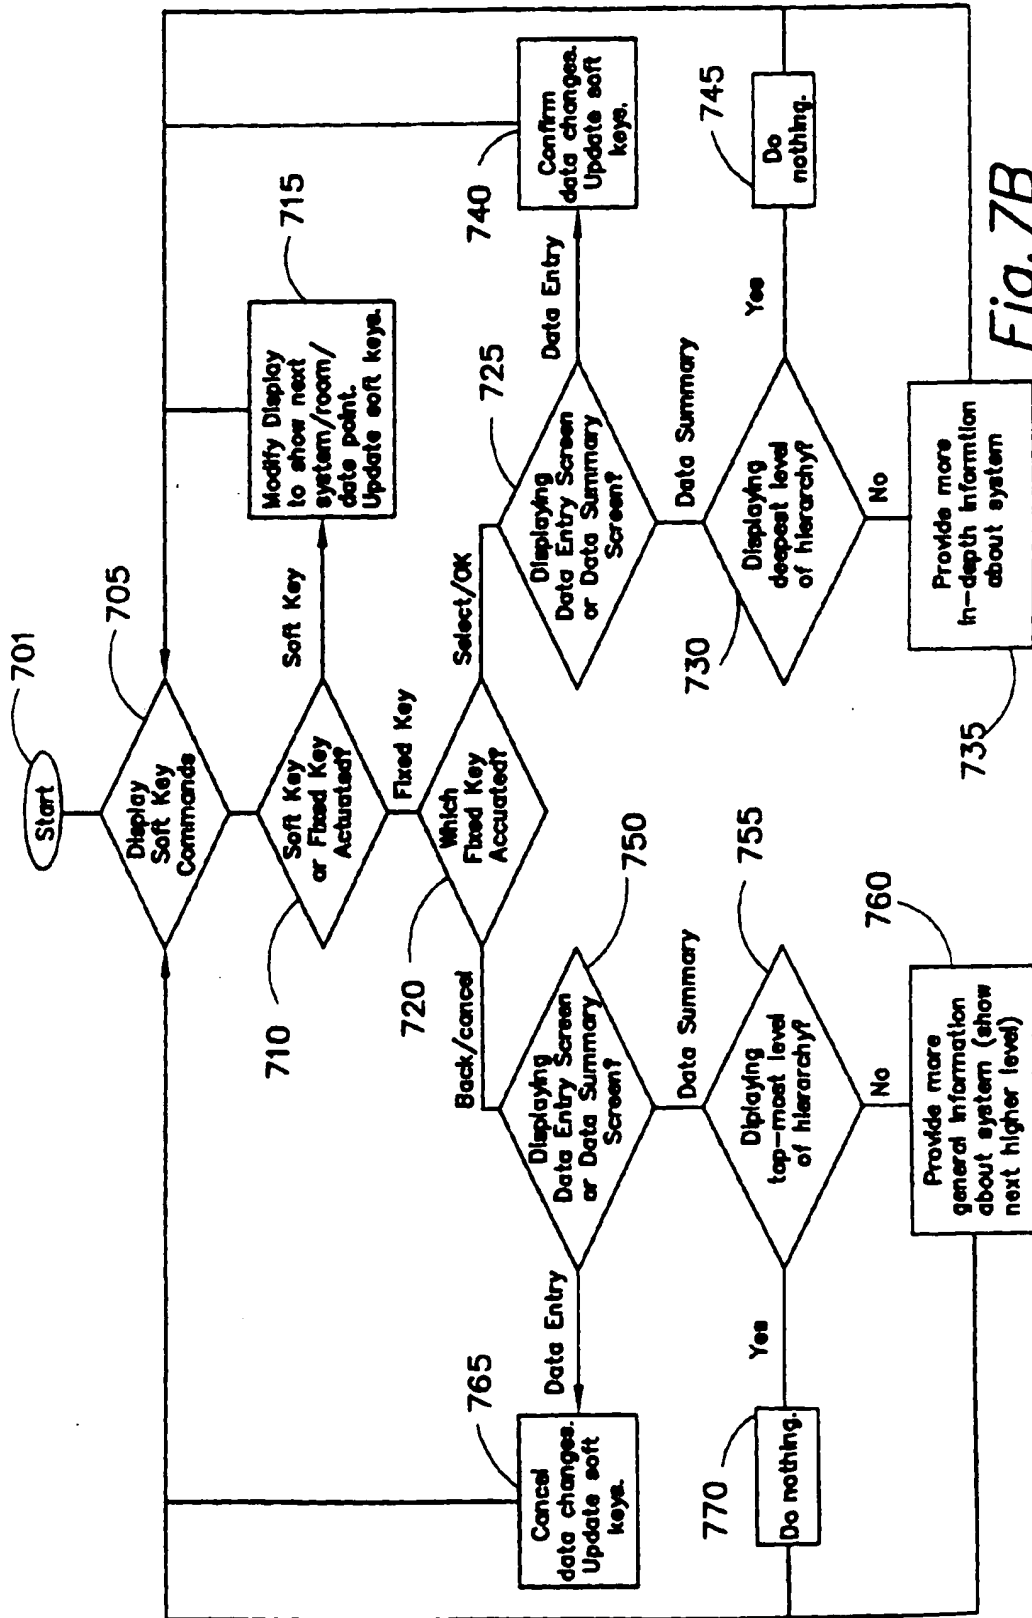 701
Start
705
Display
Soft Key
Commands
710
Soft Key
or Fixed Key
Actuated?
Soft Key
715
Modify Display
to show next
system/room/
date point.
Update soft keys.
Fixed Key
720
Which
Fixed Key
Accuated?
Back/cancel
Select/OK
750
Displaying
Data Entry Screen
or Data Summary
Screen?
725
Displaying
Data Entry Screen
or Data Summary
Screen?
Data Entry
765
Cancel
data changes.
Update soft
keys.
Data Entry
740
Confirm
data changes.
Update soft
keys.
Data Summary
755
Diplaying
top-most level
of hierarchy?
Data Summary
730
Displaying
deepest level
of hierarchy?
Yes
770
Do nothing.
Yes
745
Do
nothing.
No
760
Provide more
general information
about system (show
next higher level)
No
735
Provide more
in-depth informtion
about system
Fig. 7B